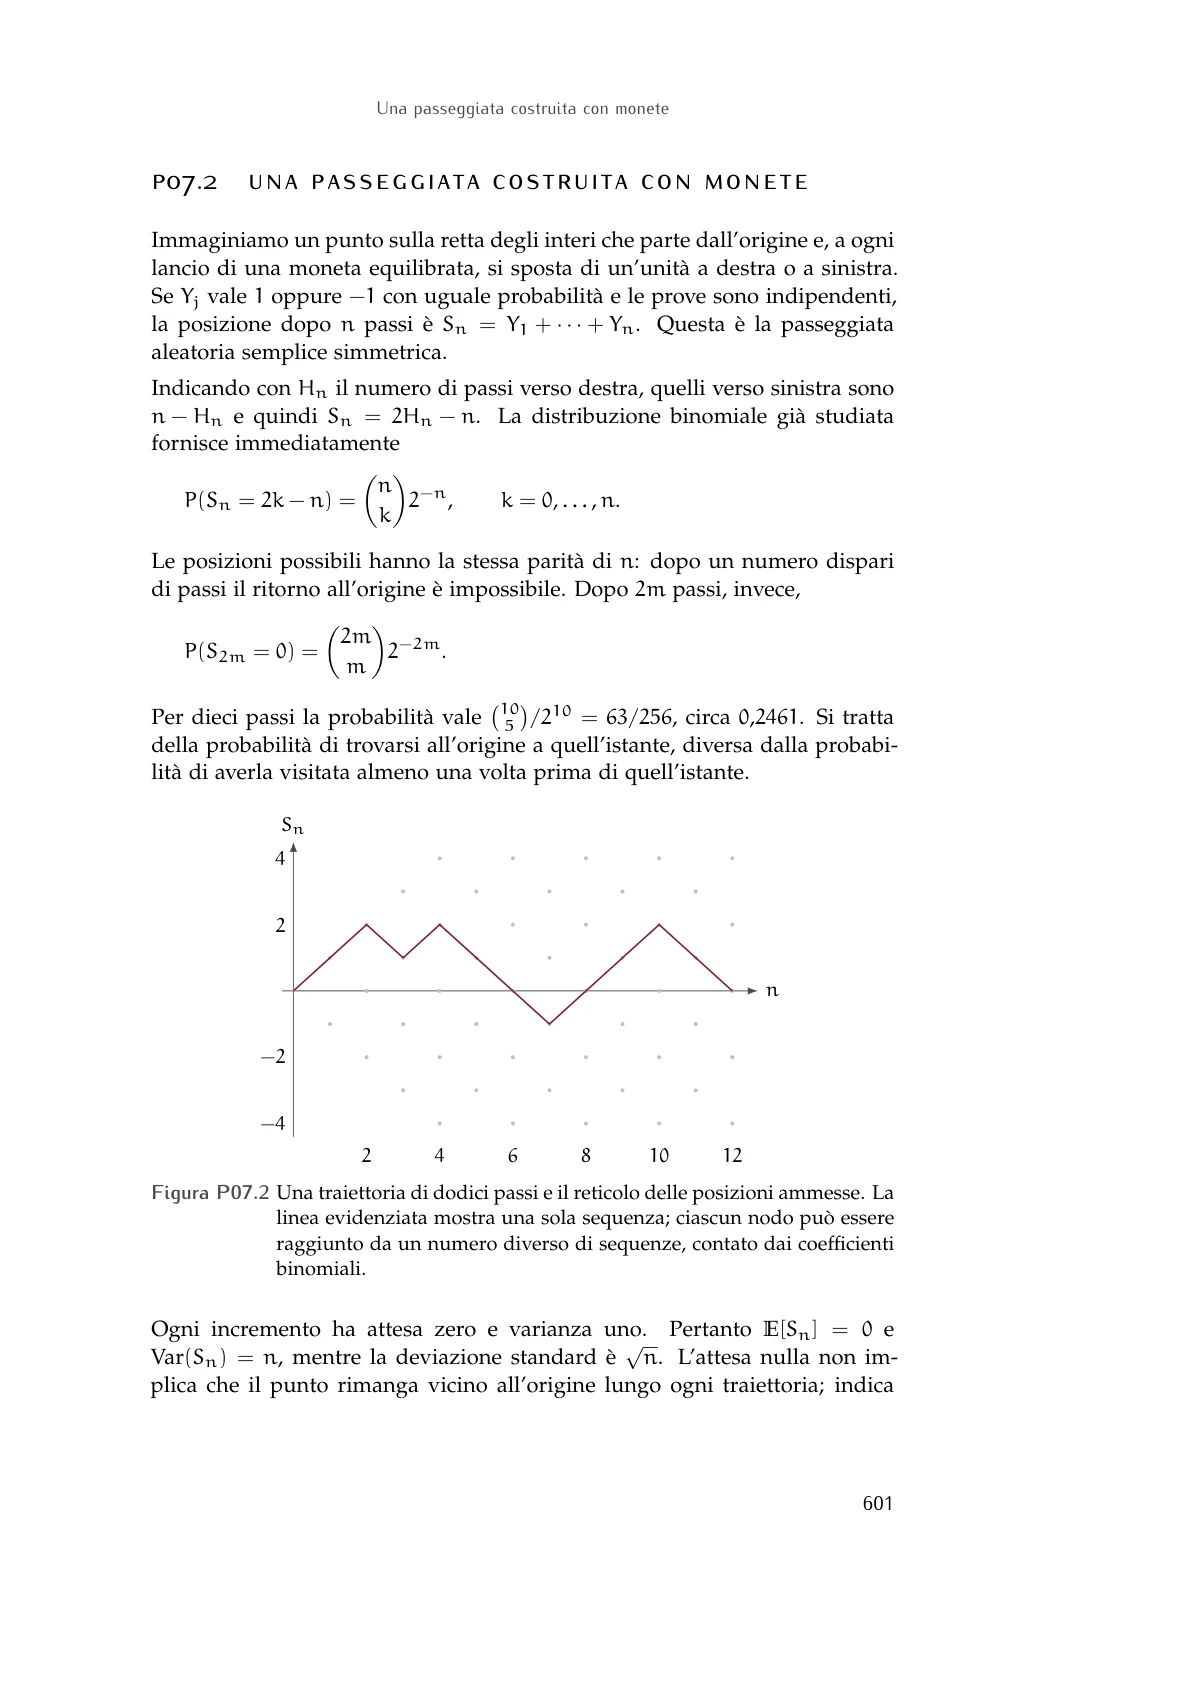 Una passeggiata costruita con monete
P07.2 UNA PASSEGGIATA COSTRUITA CON MONETE
Immaginiamo un punto sulla retta degli interi che parte dall'origine e, a ogni
lancio di una moneta equilibrata, si sposta di un'unità a destra o a sinistra.
Se Yj vale 1 oppure −1 con uguale probabilità e le prove sono indipendenti,
la posizione dopo n passi è Sn = Y1 + ⋯ + Yn. Questa è la passeggiata
aleatoria semplice simmetrica.
Indicando con Hn il numero di passi verso destra, quelli verso sinistra sono
n − Hn e quindi Sn = 2Hn − n. La distribuzione binomiale già studiata
fornisce immediatamente
P(Sn = 2k − n) = (n k) 2^−n, k = 0, . . . , n.
Le posizioni possibili hanno la stessa parità di n: dopo un numero dispari
di passi il ritorno all'origine è impossibile. Dopo 2m passi, invece,
P(S2m = 0) = (2m m) 2^−2m.
Per dieci passi la probabilità vale (10 5)/2^10 = 63/256, circa 0,2461. Si tratta
della probabilità di trovarsi all'origine a quell'istante, diversa dalla probabi-
lità di averla visitata almeno una volta prima di quell'istante.
Sn
4
2
n
−2
−4
2 4 6 8 10 12
Figura P07.2 Una traiettoria di dodici passi e il reticolo delle posizioni ammesse. La
linea evidenziata mostra una sola sequenza; ciascun nodo può essere
raggiunto da un numero diverso di sequenze, contato dai coefficienti
binomiali.
Ogni incremento ha attesa zero e varianza uno. Pertanto 𝔼[Sn] = 0 e
Var(Sn) = n, mentre la deviazione standard è √n. L'attesa nulla non im-
plica che il punto rimanga vicino all'origine lungo ogni traiettoria; indica
601